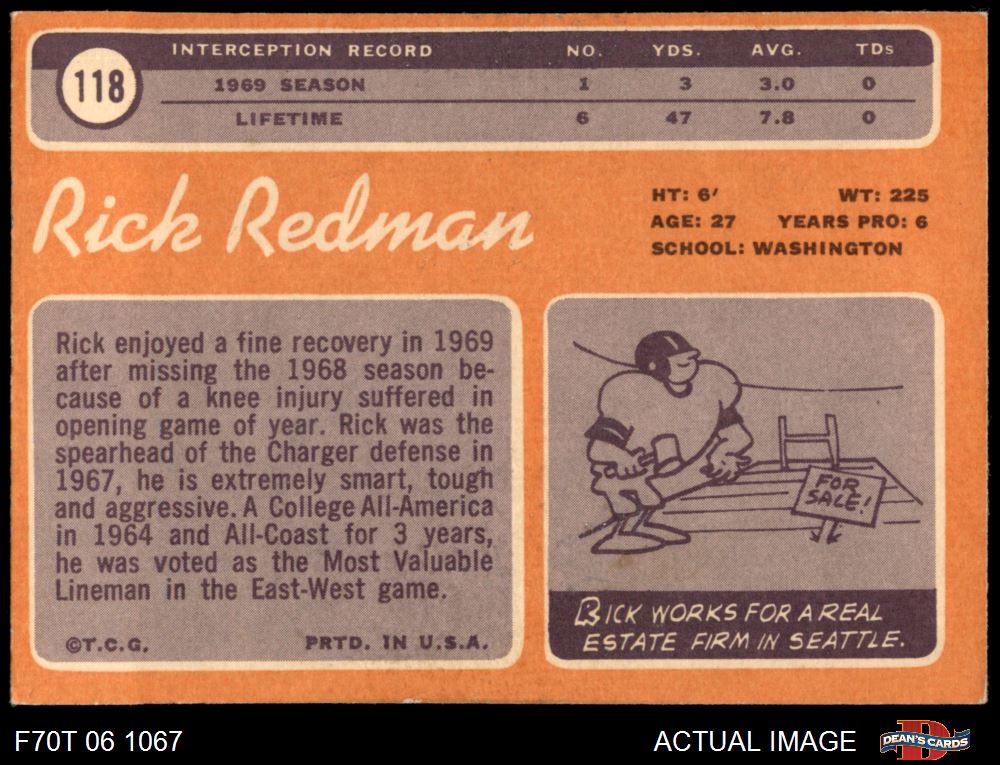 118
INTERCEPTION RECORD NO. YDS. AVG. TDs
1969 SEASON 1 3 3.0 0
LIFETIME 6 47 7.8 0
Rick Redman
HT: 6' WT: 225
AGE: 27 YEARS PRO: 6
SCHOOL: WASHINGTON
Rick enjoyed a fine recovery in 1969
after missing the 1968 season be-
cause of a knee injury suffered in
opening game of year. Rick was the
spearhead of the Charger defense in
1967, he is extremely smart, tough
and aggressive. A College All-America
in 1964 and All-Coast for 3 years,
he was voted as the Most Valuable
Lineman in the East-West game.
©T.C.G. PRTD. IN U.S.A.
FOR
SALE!
RICK WORKS FOR A REAL
ESTATE FIRM IN SEATTLE.
F70T 06 1067 ACTUAL IMAGE
D
DEAN'S CARDS